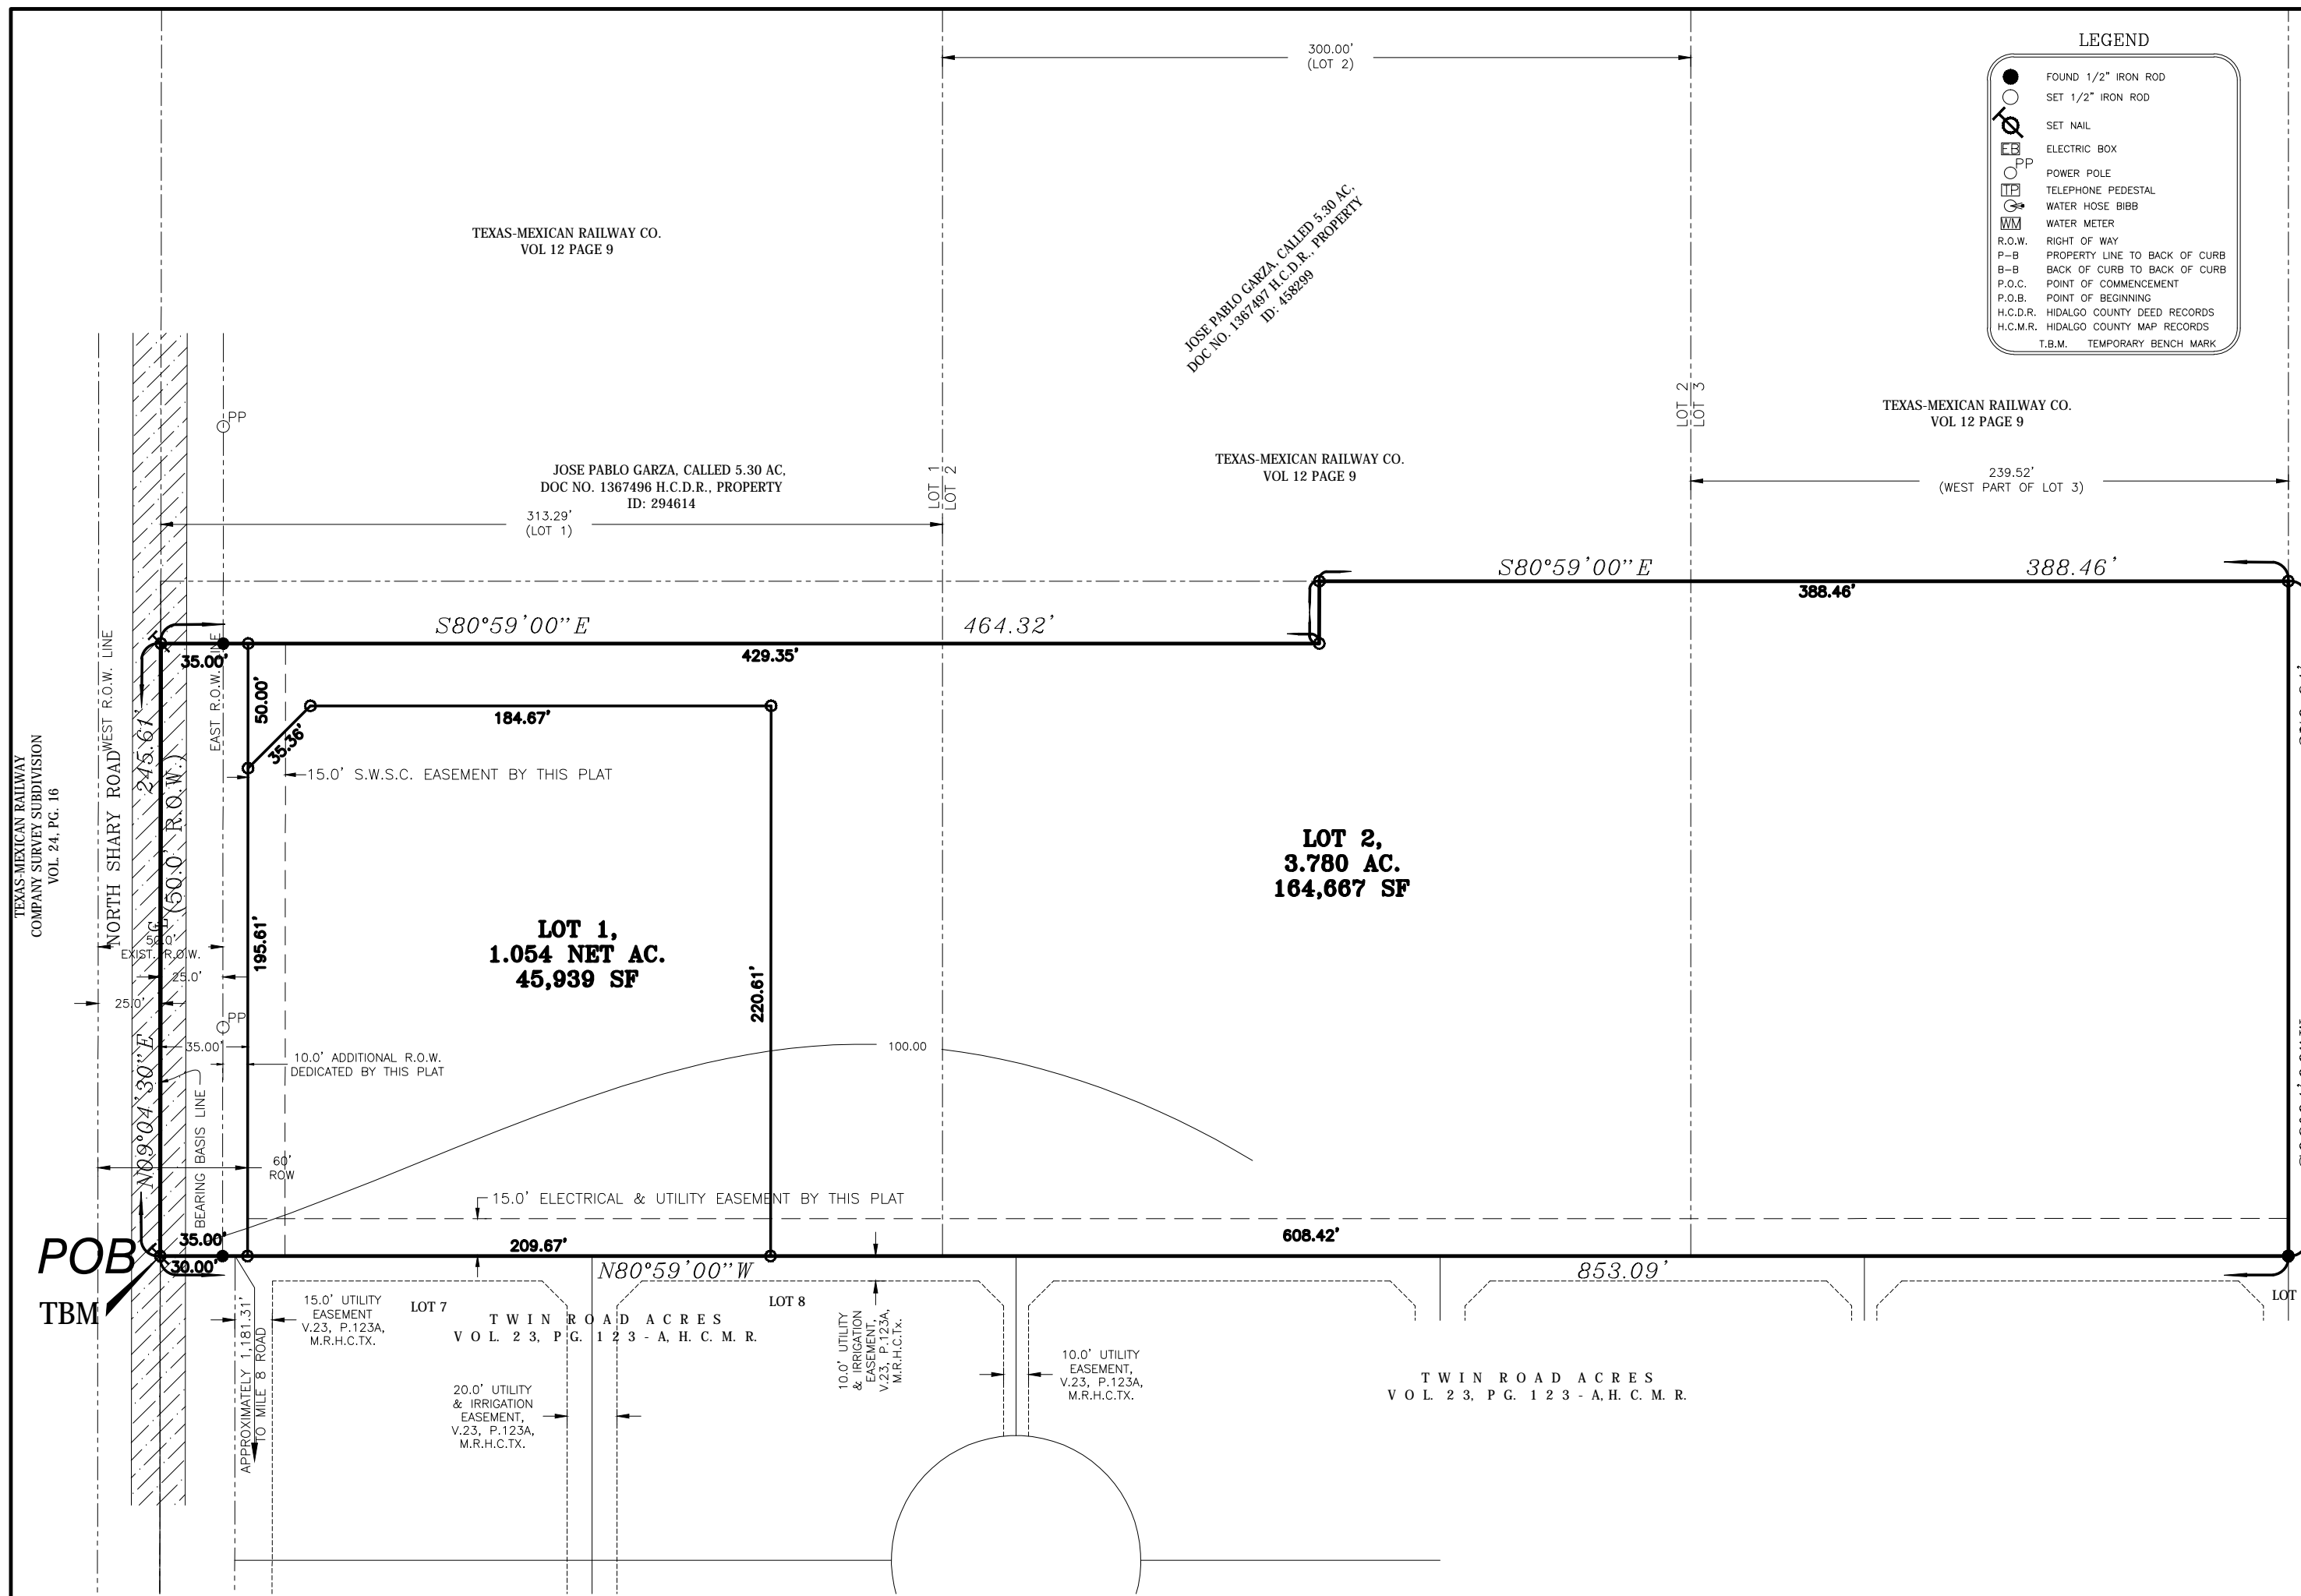 300.00'
(LOT 2)
LEGEND
FOUND 1/2" IRON ROD
SET 1/2" IRON ROD
SET NAIL
EB ELECTRIC BOX
PP POWER POLE
TP TELEPHONE PEDESTAL
WATER HOSE BIBB
WM WATER METER
R.O.W. RIGHT OF WAY
P-B PROPERTY LINE TO BACK OF CURB
B-B BACK OF CURB TO BACK OF CURB
P.O.C. POINT OF COMMENCEMENT
P.O.B. POINT OF BEGINNING
H.C.D.R. HIDALGO COUNTY DEED RECORDS
H.C.M.R. HIDALGO COUNTY MAP RECORDS
T.B.M. TEMPORARY BENCH MARK
TEXAS-MEXICAN RAILWAY CO.
VOL 12 PAGE 9
JOSE PABLO GARZA, CALLED 5.30 AC,
DOC NO. 1367497 H.C.D.R., PROPERTY
ID: 458299
LOT 2
LOT 3
TEXAS-MEXICAN RAILWAY CO.
VOL 12 PAGE 9
PP
JOSE PABLO GARZA, CALLED 5.30 AC,
DOC NO. 1367496 H.C.D.R., PROPERTY
ID: 294614
LOT 1
LOT 2
TEXAS-MEXICAN RAILWAY CO.
VOL 12 PAGE 9
239.52'
(WEST PART OF LOT 3)
313.29'
(LOT 1)
S80°59'00"E
388.46'
388.46'
S80°59'00"E
464.32'
35.00'
429.35'
WEST R.O.W. LINE
EAST R.O.W. LINE
245.61'
50.00'
184.67'
35.36'
15.0' S.W.S.C. EASEMENT BY THIS PLAT
TEXAS-MEXICAN RAILWAY
COMPANY SURVEY SUBDIVISION
VOL. 24, PG. 16
NORTH SHARY ROAD
(50.0' R.O.W.)
LOT 2,
3.780 AC.
164,667 SF
LOT 1,
1.054 NET AC.
45,939 SF
195.61'
220.61'
50.0'
EXIST. R.O.W.
25.0'
25.0'
PP
35.00'
10.0' ADDITIONAL R.O.W.
DEDICATED BY THIS PLAT
100.00
N09°04'30"E
BEARING BASIS LINE
60'
ROW
15.0' ELECTRICAL & UTILITY EASEMENT BY THIS PLAT
POB
TBM
35.00'
30.00'
209.67'
608.42'
N80°59'00"W
853.09'
APPROXIMATELY 1,181.31'
TO MILE 8 ROAD
15.0' UTILITY
EASEMENT
V.23, P.123A,
M.R.H.C.TX.
LOT 7
LOT 8
LOT
TWIN ROAD ACRES
VOL. 23, PG. 123-A, H.C.M.R.
20.0' UTILITY
& IRRIGATION
EASEMENT,
V.23, P.123A,
M.R.H.C.TX.
10.0' UTILITY
& IRRIGATION
EASEMENT,
V.23, P.123A,
M.R.H.C.Tx.
10.0' UTILITY
EASEMENT,
V.23, P.123A,
M.R.H.C.TX.
TWIN ROAD ACRES
VOL. 23, PG. 123-A, H.C.M.R.